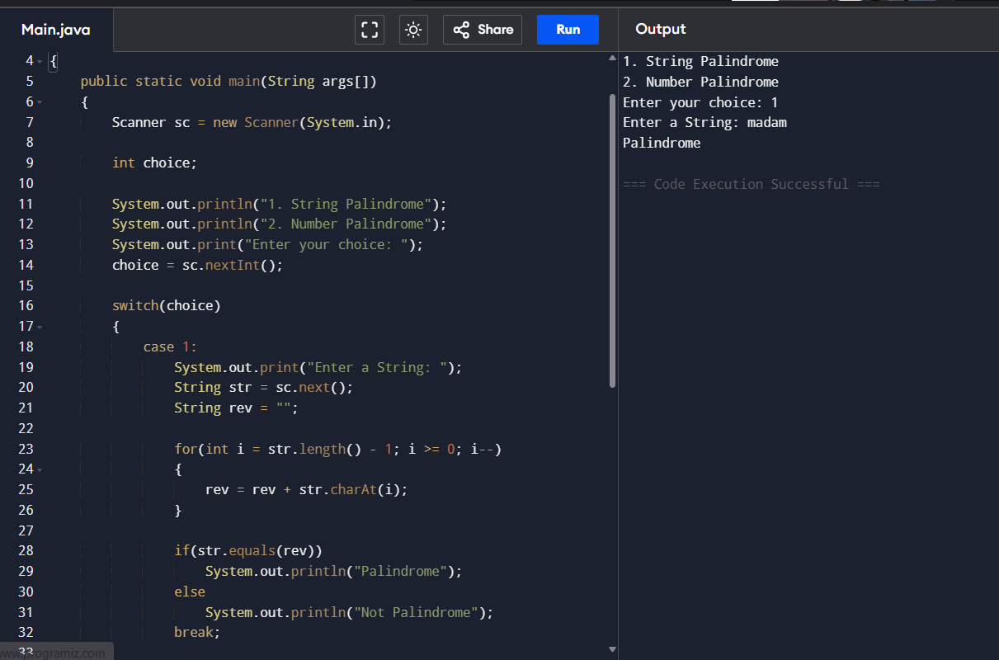 Main.java
Share
Run
Output
4 {
5 public static void main(String args[])
6 {
7 Scanner sc = new Scanner(System.in);
8
9 int choice;
10
11 System.out.println("1. String Palindrome");
12 System.out.println("2. Number Palindrome");
13 System.out.print("Enter your choice: ");
14 choice = sc.nextInt();
15
16 switch(choice)
17 {
18 case 1:
19 System.out.print("Enter a String: ");
20 String str = sc.next();
21 String rev = "";
22
23 for(int i = str.length() - 1; i >= 0; i--)
24 {
25 rev = rev + str.charAt(i);
26 }
27
28 if(str.equals(rev))
29 System.out.println("Palindrome");
30 else
31 System.out.println("Not Palindrome");
32 break;
33
www.programiz.com
1. String Palindrome
2. Number Palindrome
Enter your choice: 1
Enter a String: madam
Palindrome
=== Code Execution Successful ===